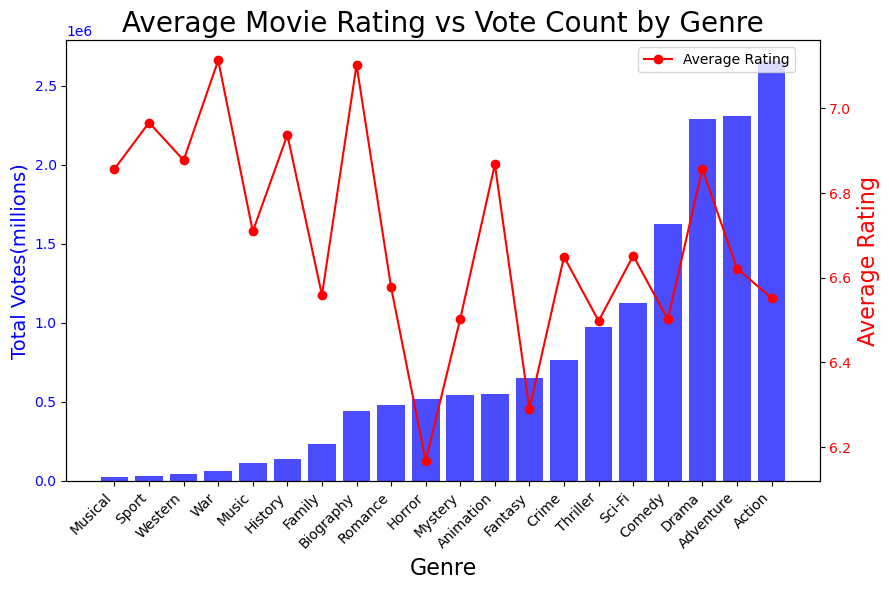 Average Movie Rating vs Vote Count by Genre
1e6
Average Rating
2.5
2.0
1.5
1.0
0.5
0.0
Total Votes(millions)
7.0
6.8
6.6
6.4
6.2
Average Rating
Musical
Sport
Western
War
Music
History
Family
Biography
Romance
Horror
Mystery
Animation
Fantasy
Crime
Thriller
Sci-Fi
Comedy
Drama
Adventure
Action
Genre